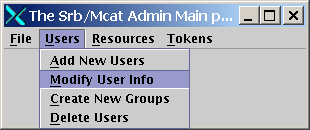 The Srb/Mcat Admin Main p...
File Users Resources Tokens
Add New Users
Modify User Info
Create New Groups
Delete Users